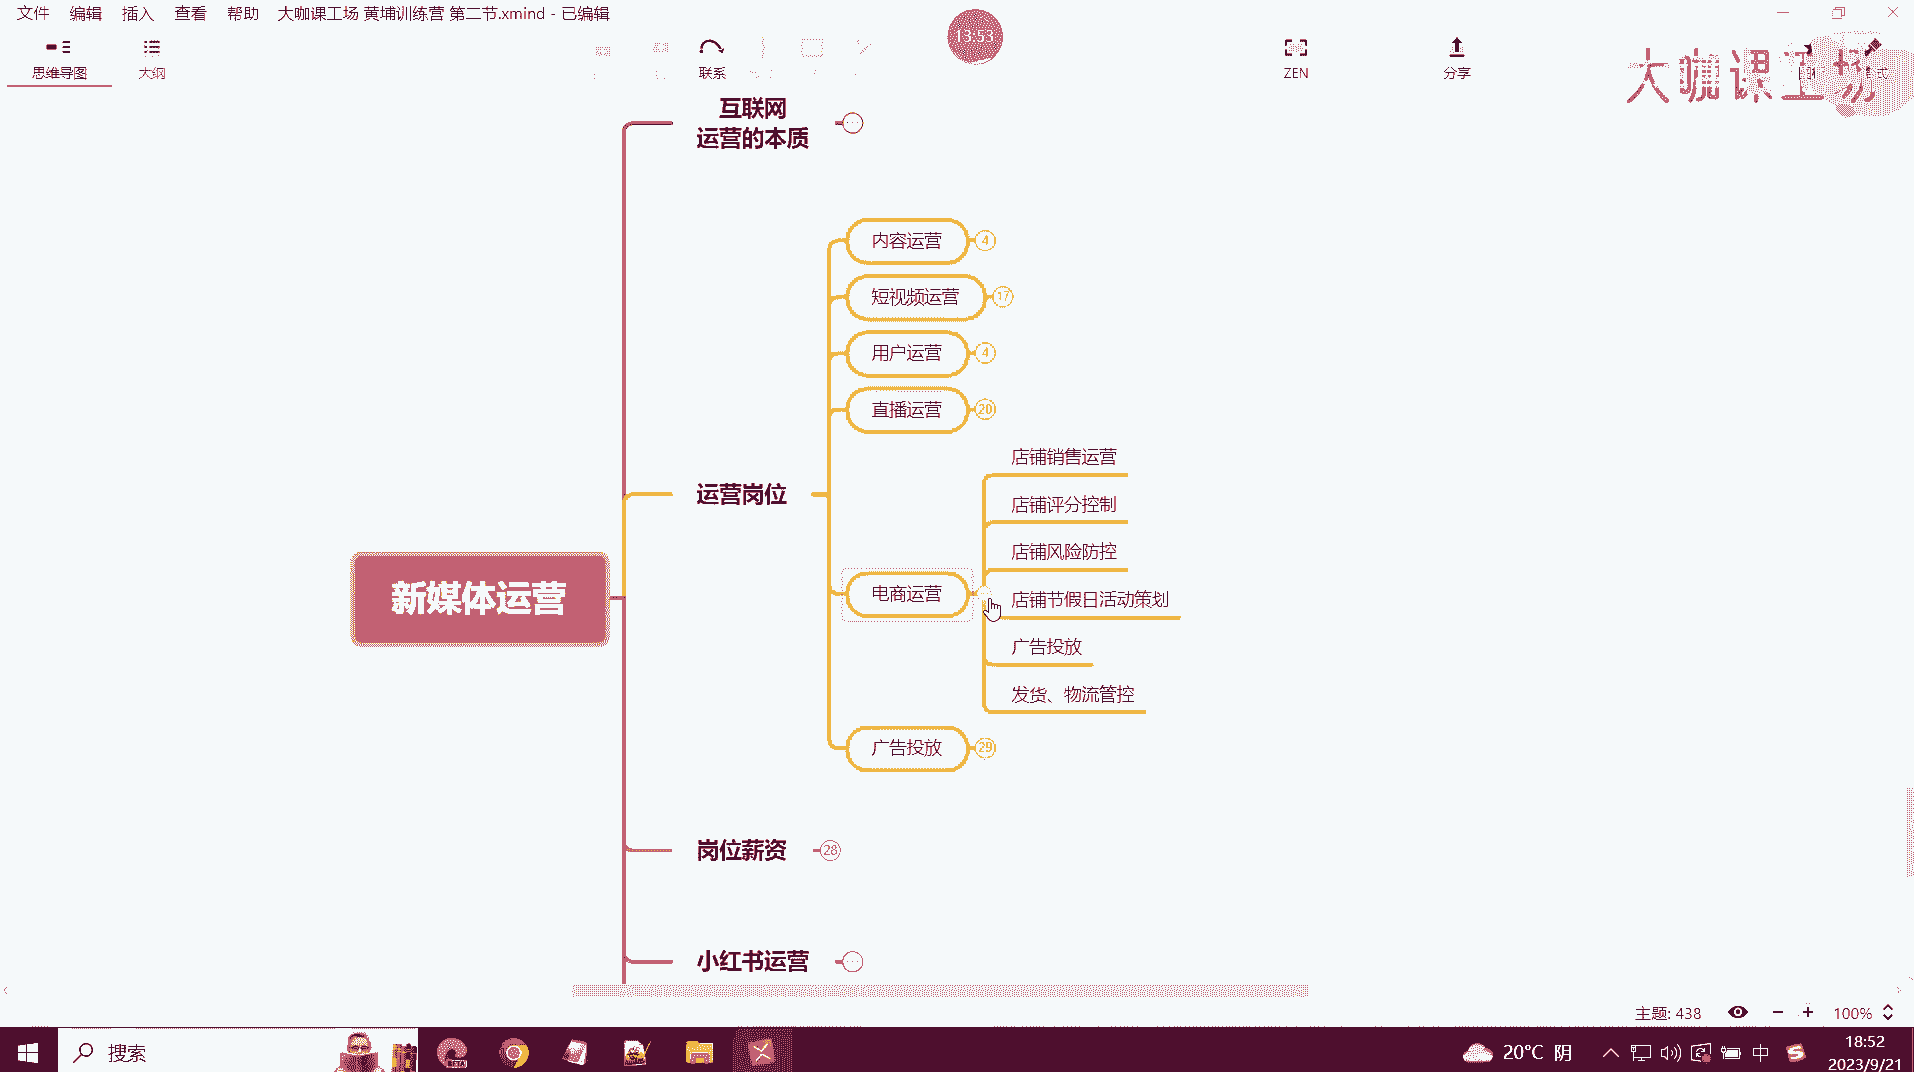 文件 编辑 插入 查看 帮助 大咖课工场 黄埔训练营 第二节.xmind - 已编辑
13:53
思维导图 大纲 联系 ZEN 分享
大咖课工场
互联网
运营的本质
内容运营 4
短视频运营 17
用户运营 4
直播运营 20
店铺销售运营
店铺评分控制
运营岗位
店铺风险防控
新媒体运营
电商运营
店铺节假日活动策划
广告投放
发货、物流管控
广告投放 29
岗位薪资 28
小红书运营
主题: 438 100%
搜索
BETA
20°C 阴
中
18:52
2023/9/21